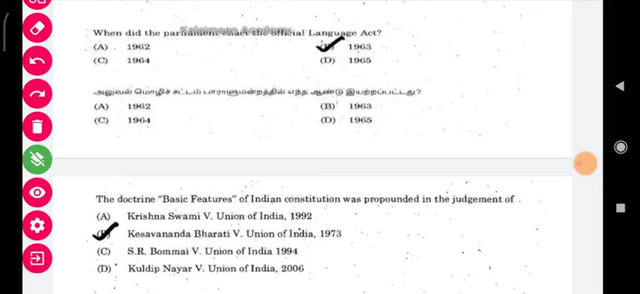 When did the parliament enact the official Language Act?
(A) 1962 1963
(C) 1964 (D) 1965
அலுவல் மொழிச் சட்டம் பாராளுமன்றத்தில் எந்த ஆண்டு இயற்றப்பட்டது?
(A) 1962 (B) 1963
(C) 1964 (D) 1965
The doctrine "Basic Features" of Indian constitution was propounded in the judgement of
(A) Krishna Swami V. Union of India, 1992
Kesavananda Bharati V. Union of India, 1973
(C) S.R. Bommai V. Union of India 1994
(D) Kuldip Nayar V. Union of India, 2006